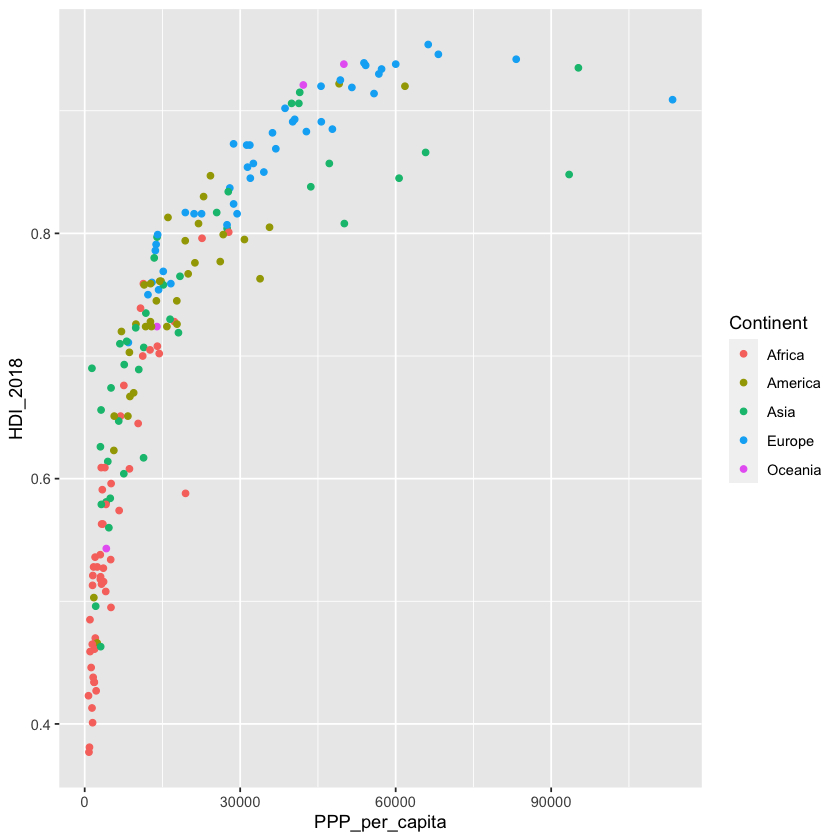 HDI_2018
0.8
0.6
0.4
0
30000
60000
90000
PPP_per_capita
Continent
Africa
America
Asia
Europe
Oceania